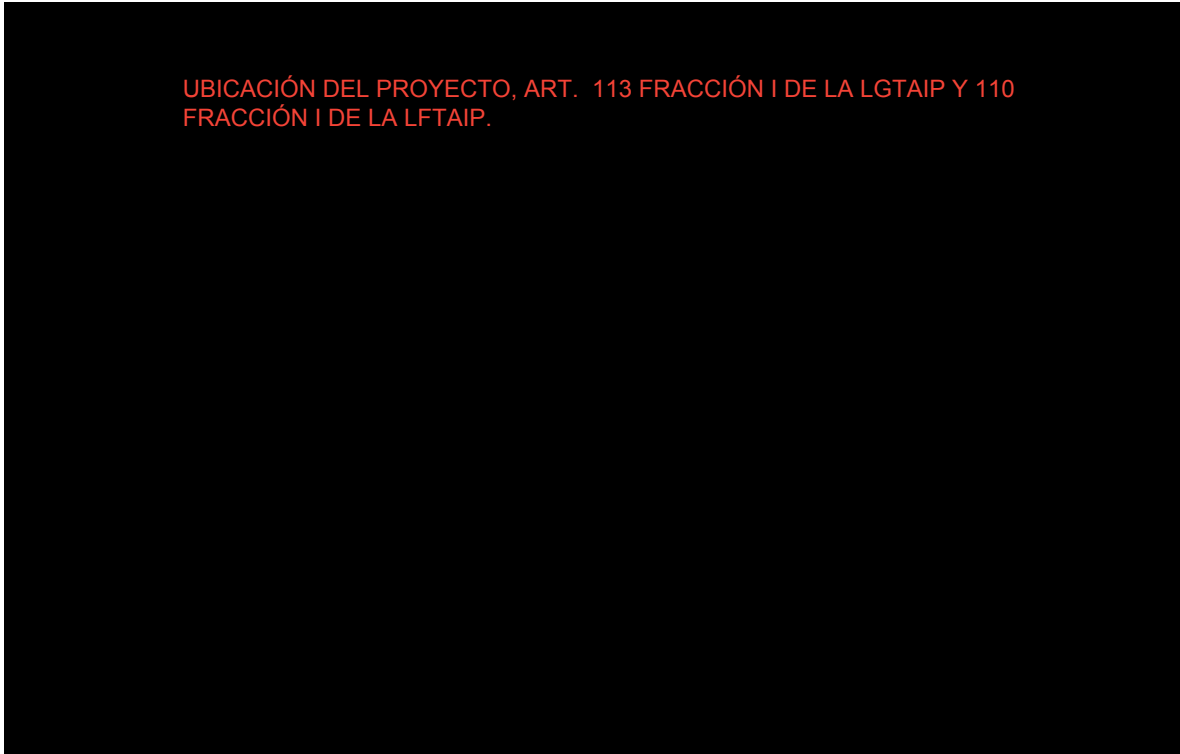 UBICACIÓN DEL PROYECTO, ART.  113 FRACCIÓN I DE LA LGTAIP Y 110
FRACCIÓN I DE LA LFTAIP.